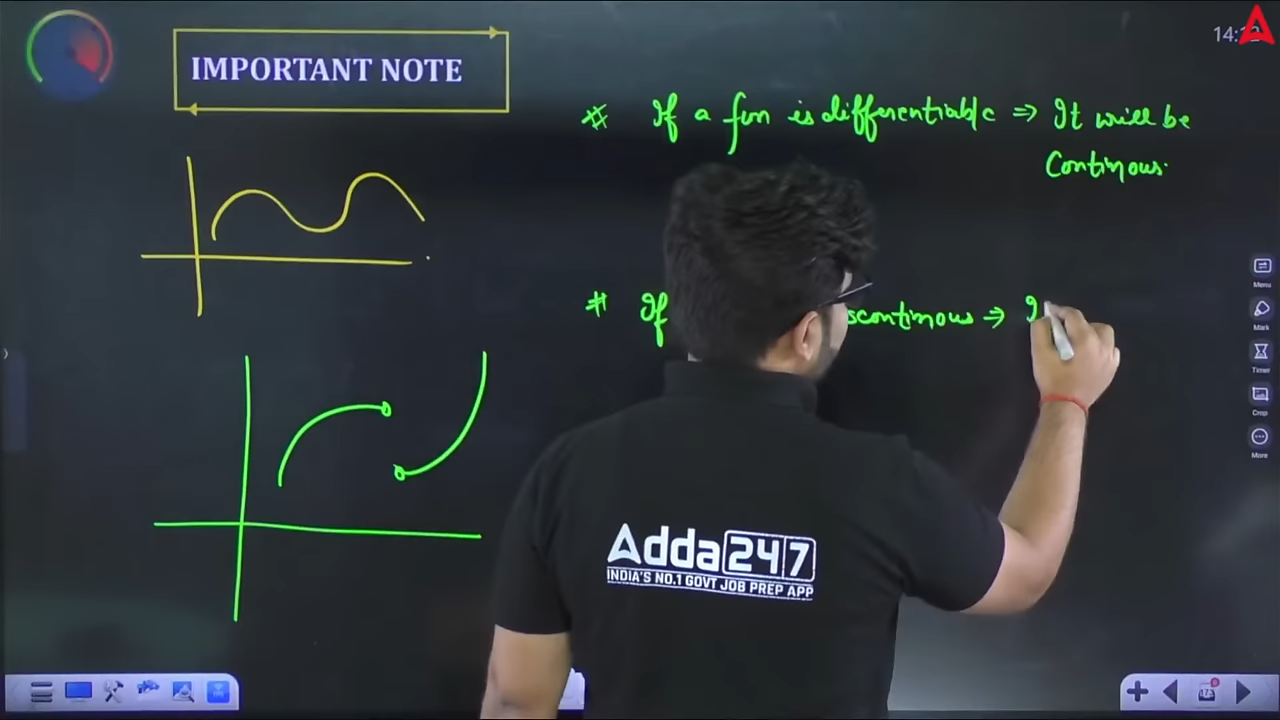 14:
IMPORTANT NOTE
# If a fun is differentiable ⇒ It will be
Continous.
# If scontinous ⇒ I
Menu
Mark
Timer
Crop
More
Adda247
INDIA'S NO.1 GOVT JOB PREP APP